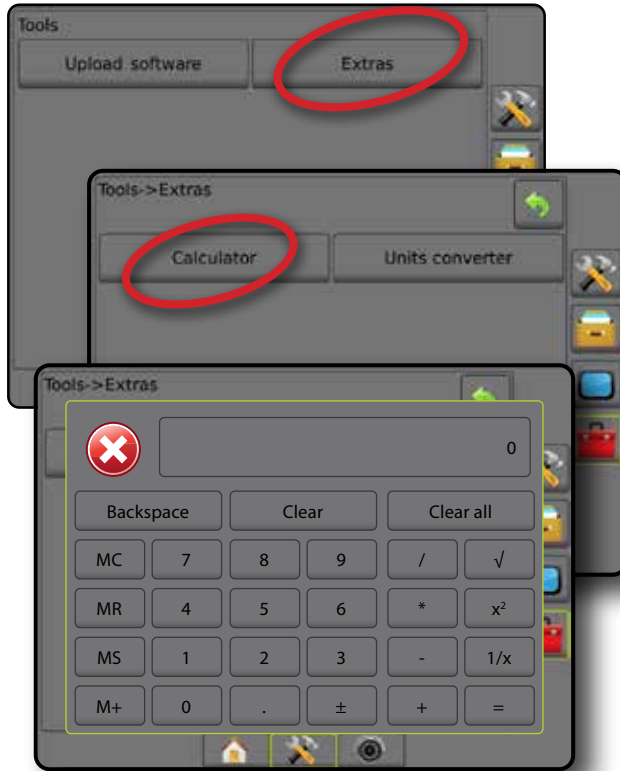 Tools
Upload software Extras
Tools->Extras
Calculator Units converter
Tools->Extras
0
Backspace Clear Clear all
MC 7 8 9 / √
MR 4 5 6 * x²
MS 1 2 3 - 1/x
M+ 0 . ± + =